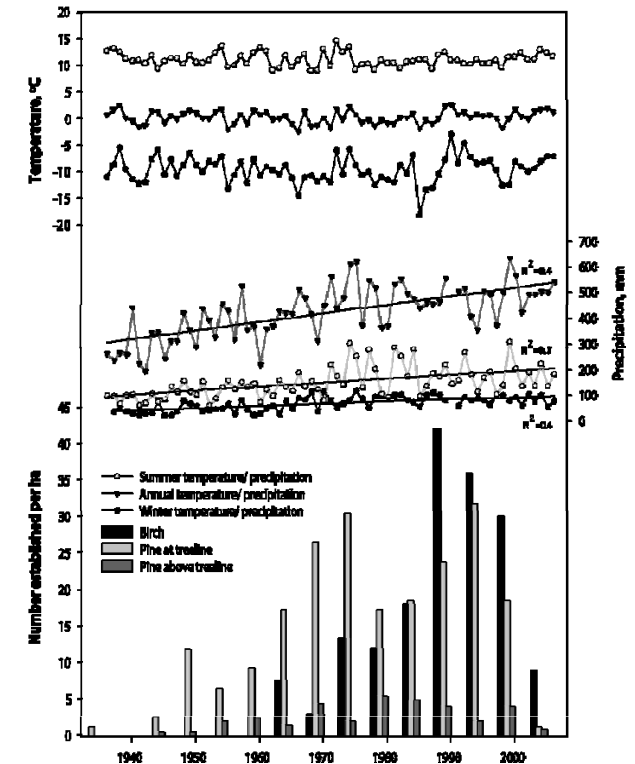 20
15
10
5
0
-5
-10
-15
-20
Temperature, °C
700
600
500
400
300
200
100
0
Precipitation, mm
R²=0.4
R²=0.4
45
40
35
30
25
20
15
10
5
0
Number established per ha
Summer temperature/ precipitation
Annual temperature/ precipitation
Winter temperature/ precipitation
Birch
Pine at treeline
Pine above treeline
1940 1950 1960 1970 1980 1990 2000